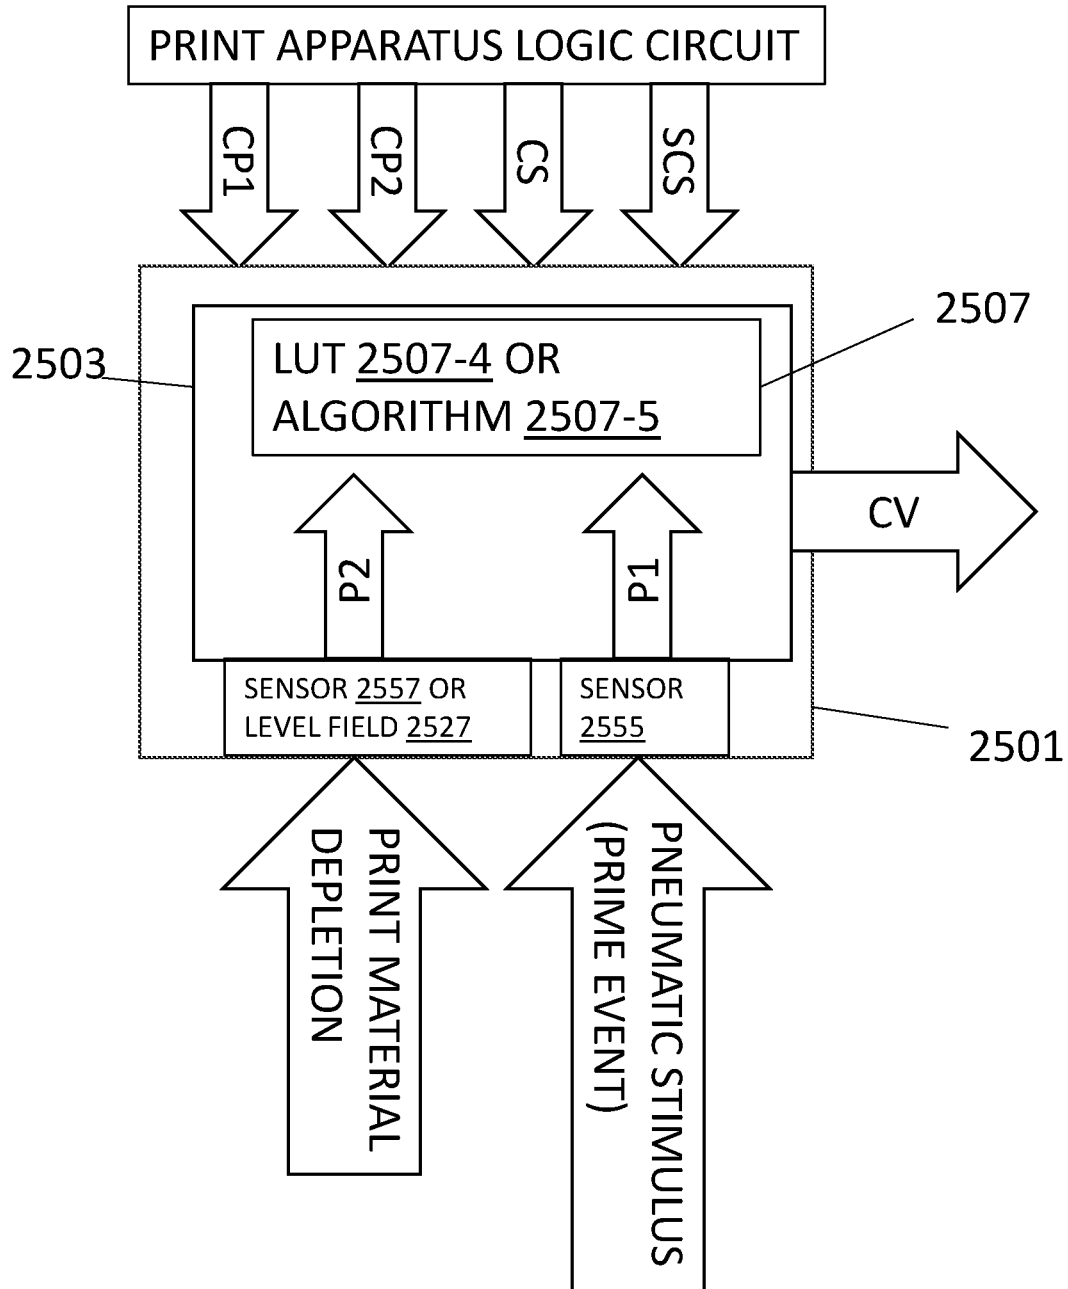 PRINT APPARATUS LOGIC CIRCUIT
CP1
CP2
CS
SCS
2507
2503
LUT 2507-4 OR
ALGORITHM 2507-5
CV
P2
P1
SENSOR 2557 OR
LEVEL FIELD 2527
SENSOR
2555
2501
PRINT MATERIAL
DEPLETION
PNEUMATIC STIMULUS
(PRIME EVENT)